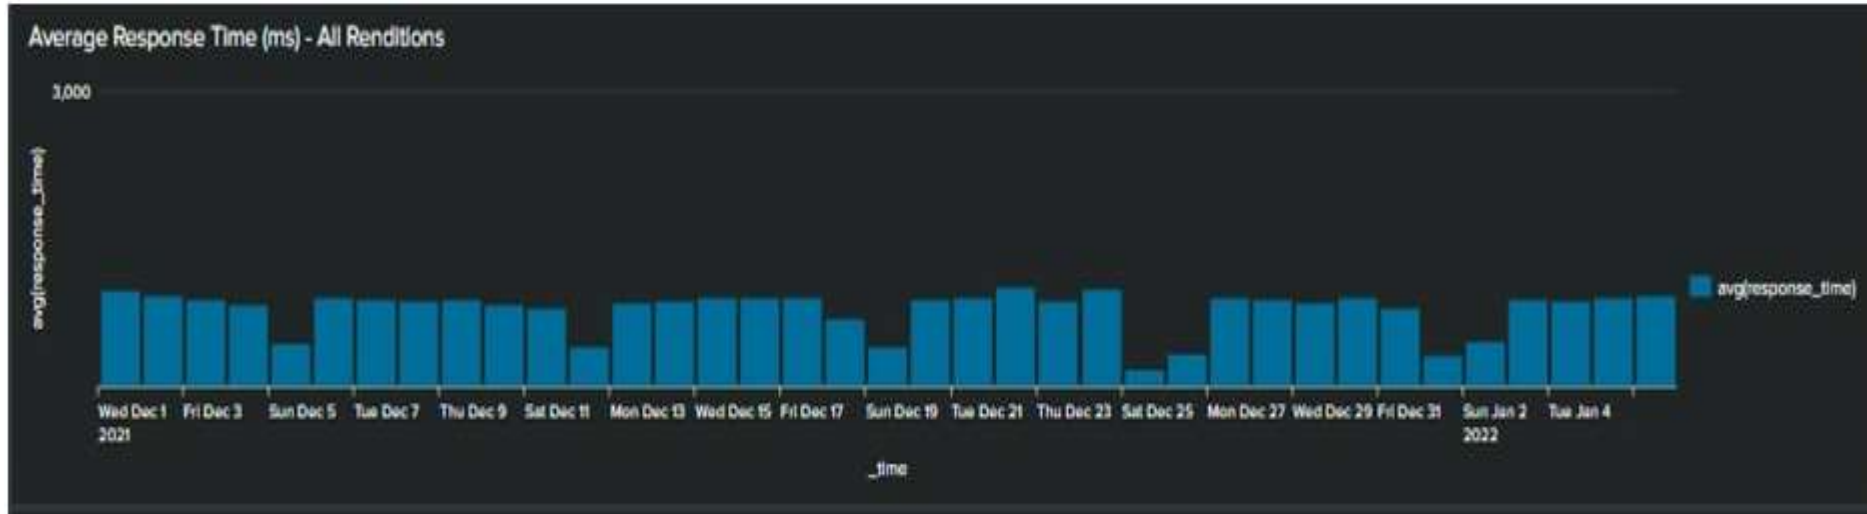 Average Response Time (ms) - All Renditions
3,000
avg(response_time)
avg(response_time)
Wed Dec 1 Fri Dec 3 Sun Dec 5 Tue Dec 7 Thu Dec 9 Sat Dec 11 Mon Dec 13 Wed Dec 15 Fri Dec 17 Sun Dec 19 Tue Dec 21 Thu Dec 23 Sat Dec 25 Mon Dec 27 Wed Dec 29 Fri Dec 31 Sun Jan 2 Tue Jan 4
2021 2022
_time